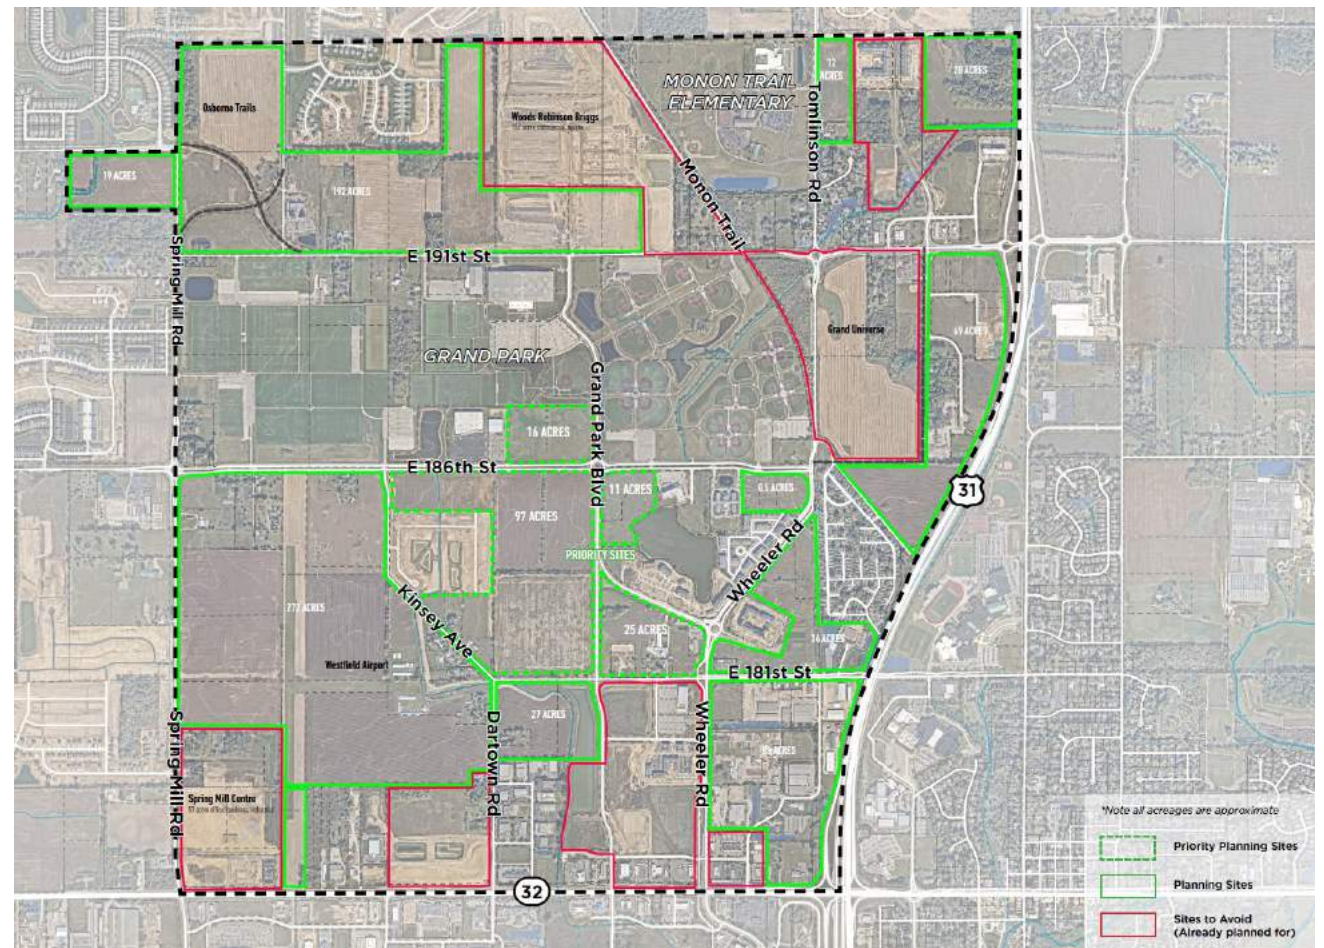 MONON TRAIL
ELEMENTARY
12
ACRES
28 ACRES
Tomlinson Rd
Osborne Trails
Woods Robinson Briggs
Monon Trail
19 ACRES
192 ACRES
Spring Mill Rd
E 191st St
GRAND PARK
Grand Universe
69 ACRES
Grand Park Blvd
16 ACRES
E 186th St
11 ACRES
0.5 ACRES
31
97 ACRES
PRIORITY SITES
Wheeler Rd
Kinsey Ave
272 ACRES
25 ACRES
14 ACRES
Westfield Airport
E 181st St
27 ACRES
Spring Mill Rd
Dartown Rd
Wheeler Rd
ACRES
Spring Mill Centre
32
*Note all acreages are approximate
Priority Planning Sites
Planning Sites
Sites to Avoid
(Already planned for)